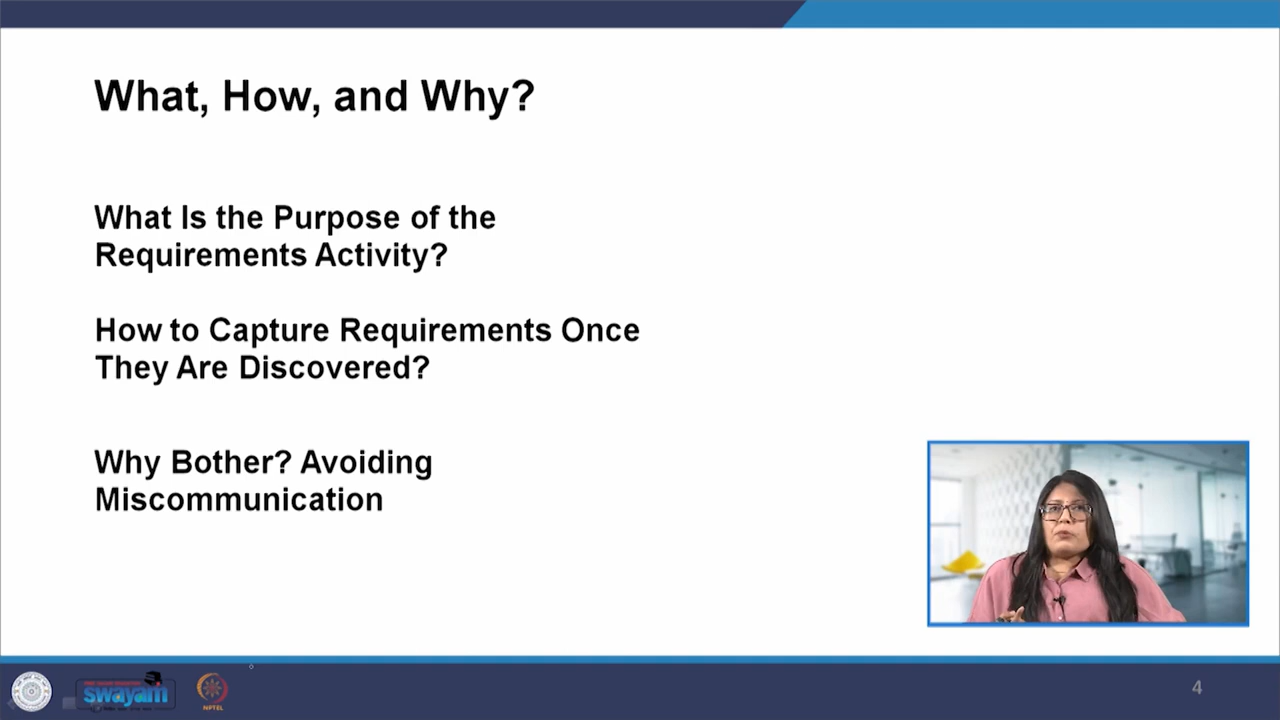 What, How, and Why?
What Is the Purpose of the
Requirements Activity?
How to Capture Requirements Once
They Are Discovered?
Why Bother? Avoiding
Miscommunication
swayam
NPTEL
4